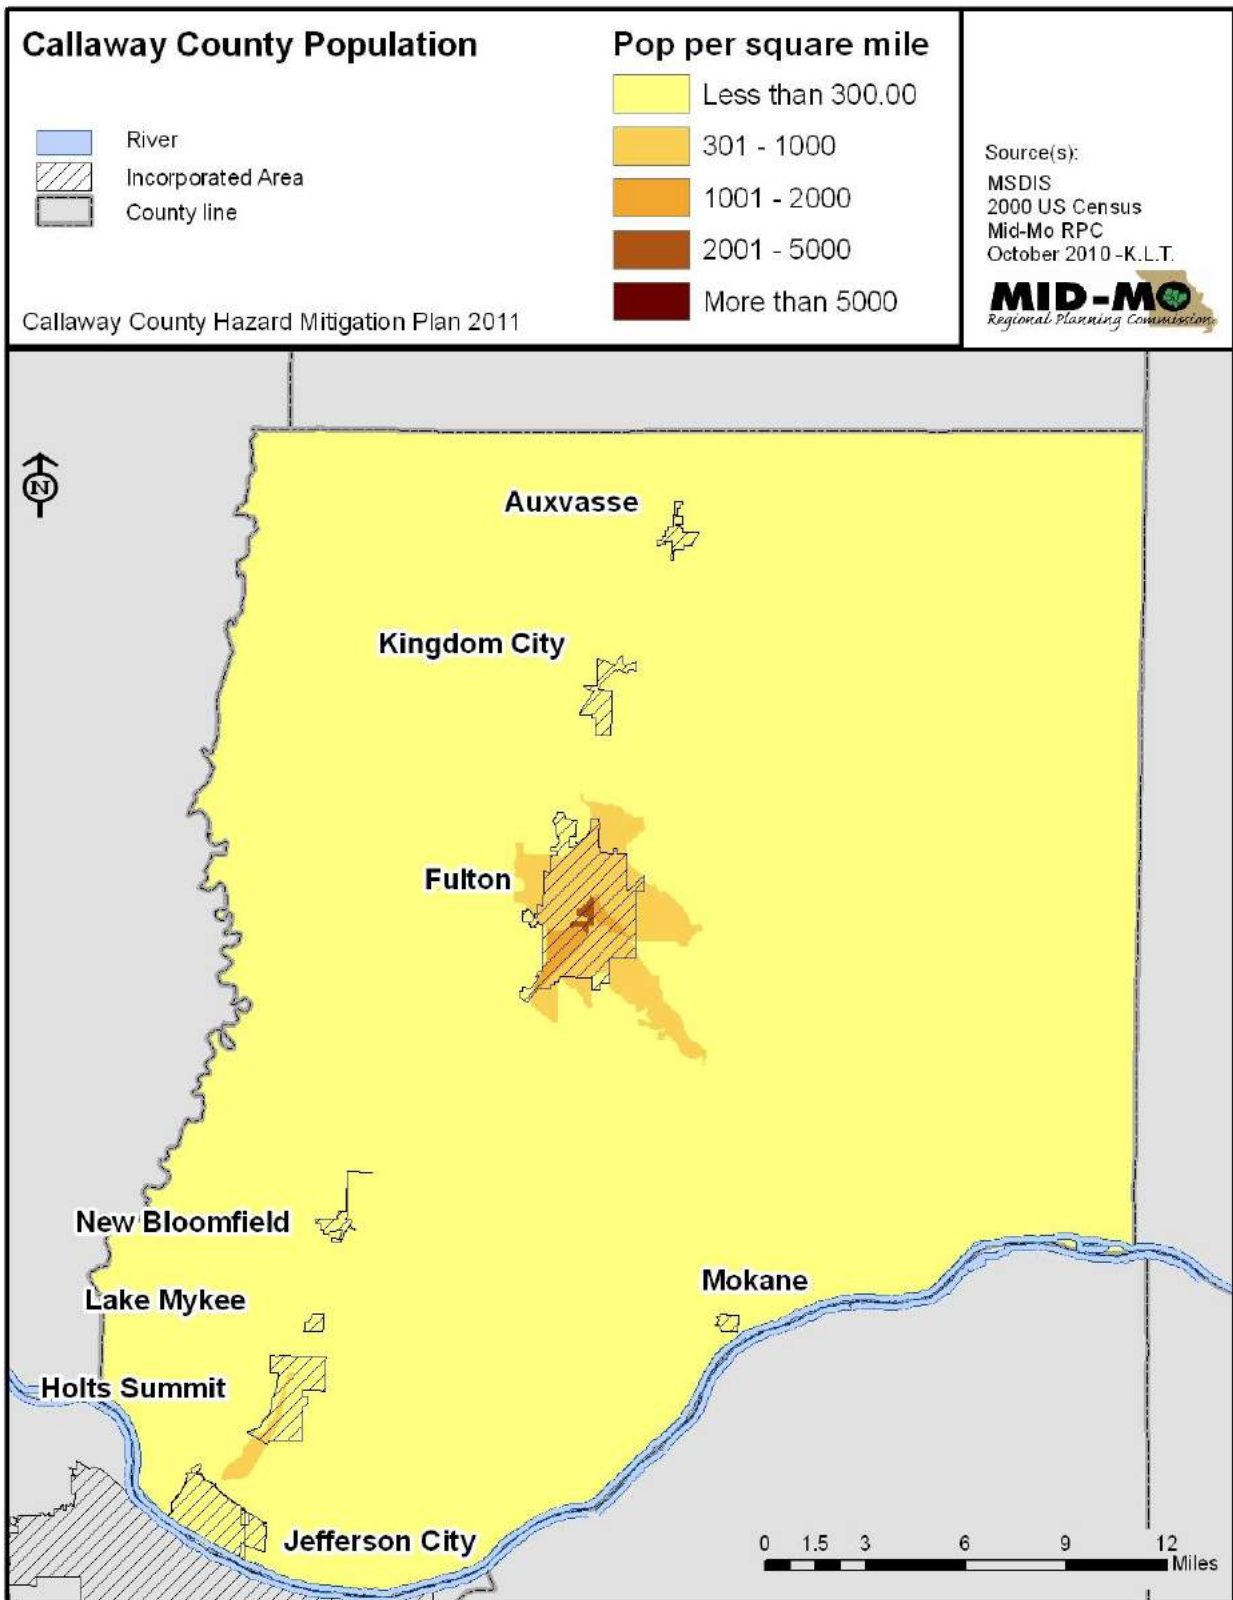 Callaway County Population
River
Incorporated Area
County line
Callaway County Hazard Mitigation Plan 2011
Pop per square mile
Less than 300.00
301 - 1000
1001 - 2000
2001 - 5000
More than 5000
Source(s):
MSDIS
2000 US Census
Mid-Mo RPC
October 2010 -K.L.T.
MID-MO
Regional Planning Commission
N
Auxvasse
Kingdom City
Fulton
New Bloomfield
Lake Mykee
Mokane
Holts Summit
Jefferson City
0 1.5 3 6 9 12
Miles